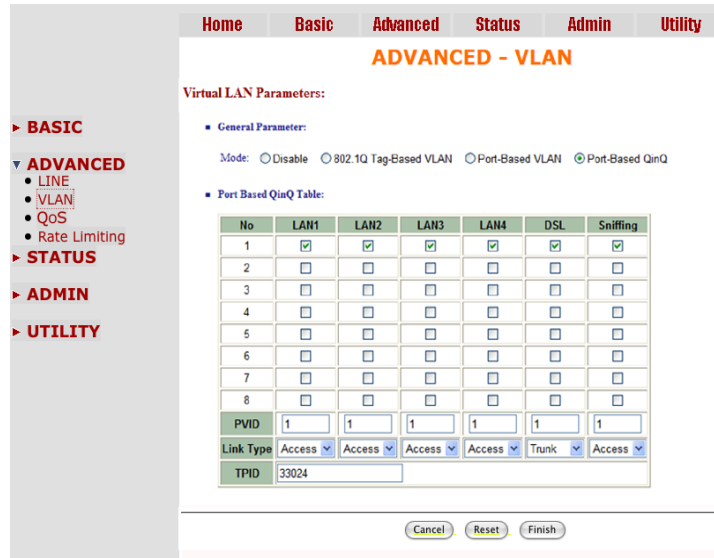 Home Basic Advanced Status Admin Utility
ADVANCED - VLAN
Virtual LAN Parameters:
BASIC
ADVANCED
LINE
VLAN
QoS
Rate Limiting
STATUS
ADMIN
UTILITY
General Parameter:
Mode: Disable 802.1Q Tag-Based VLAN Port-Based VLAN Port-Based QinQ
Port Based QinQ Table:
No LAN1 LAN2 LAN3 LAN4 DSL Sniffing
1
2
3
4
5
6
7
8
PVID 1 1 1 1 1 1
Link Type Access Access Access Access Trunk Access
TPID 33024
Cancel Reset Finish